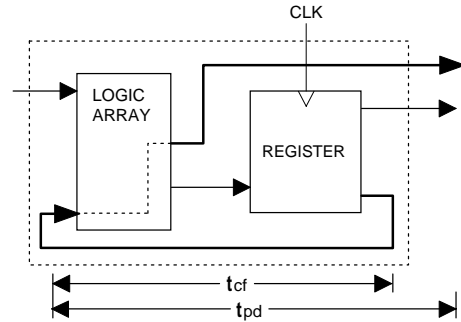 CLK
LOGIC
ARRAY
REGISTER
tcf
tpd